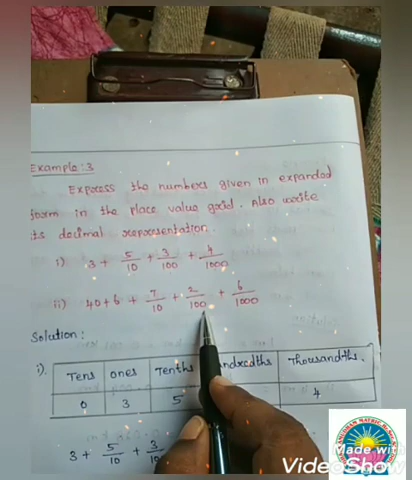 Example:3
Express the numbers given in expanded
form in the place value grid. Also write
its decimal representation.
i) 3 + 5/10 + 3/100 + 4/1000
ii) 40+6 + 7/10 + 2/100 + 6/1000
Solution:
i). Tens ones Tenths Hundredths Thousandths.
0 3 5 4
3 + 5/10 + 3/10
Made with
VideoShow